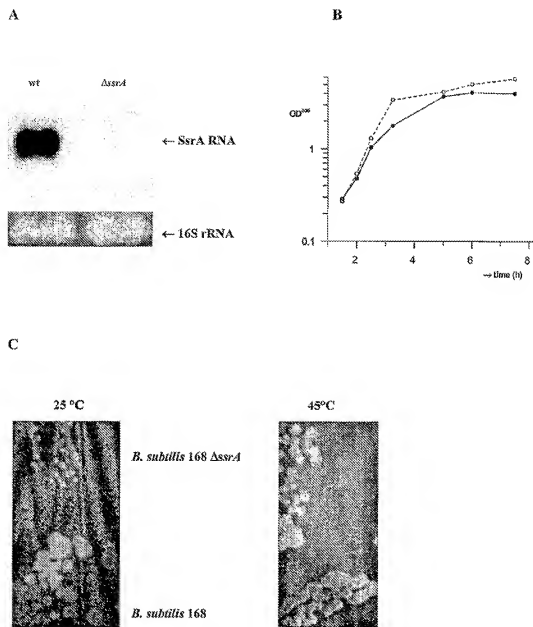 A
wt ΔssrA
← SsrA RNA
← 16S rRNA
B
1
0.1
2 4 6 8
→ time (h)
C
25 °C
45°C
B. subtilis 168 ΔssrA
B. subtilis 168